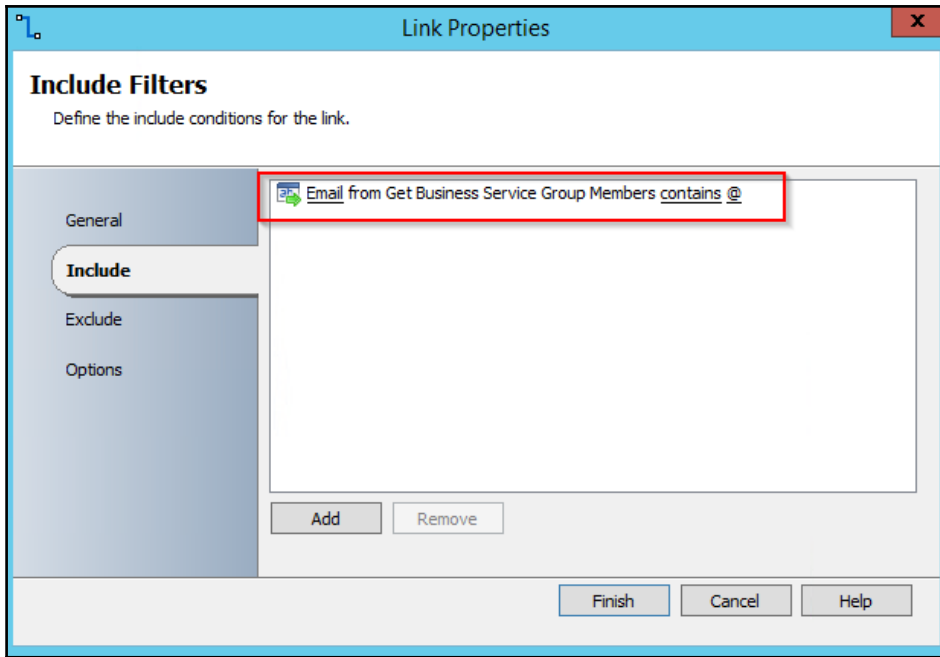 Link Properties
x
Include Filters
Define the include conditions for the link.
General
Include
Exclude
Options
ab
Email from Get Business Service Group Members contains @
Add
Remove
Finish
Cancel
Help